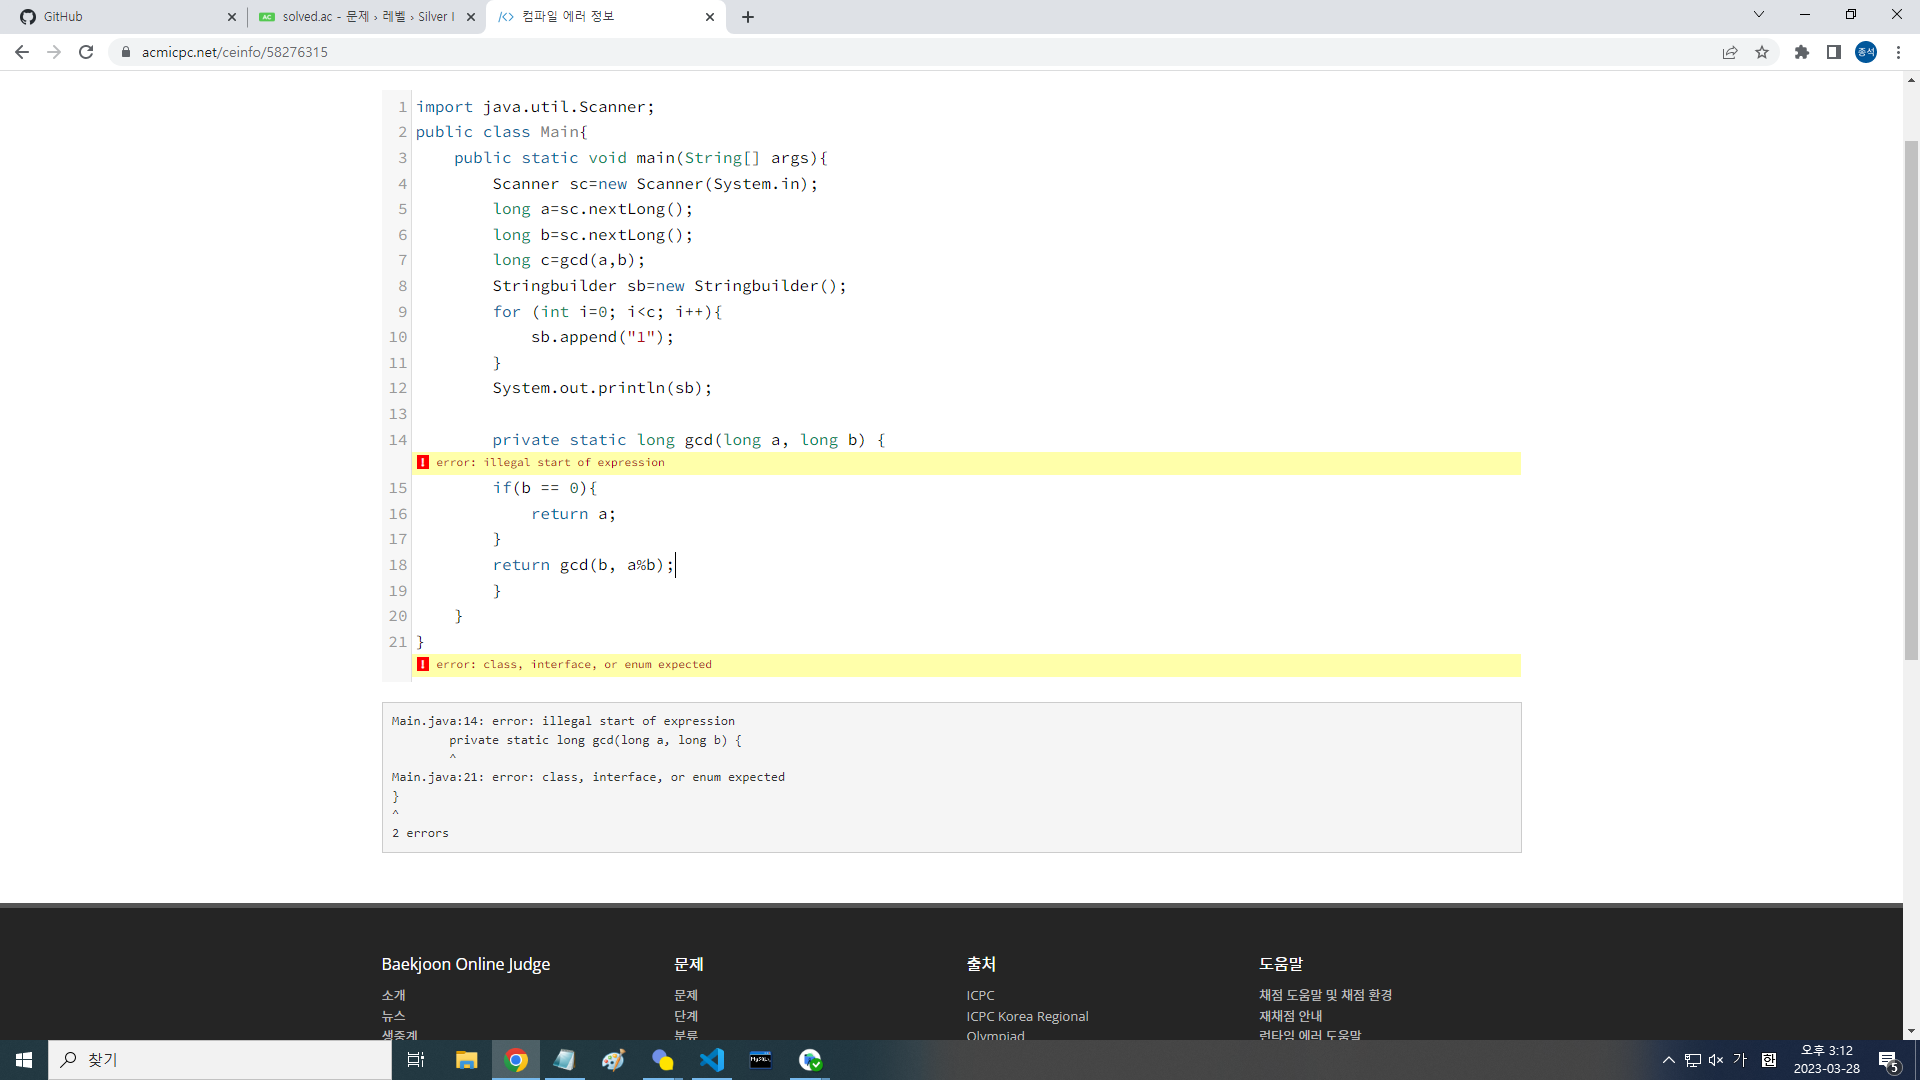 GitHub
solved.ac - 문제 › 레벨 › Silver I
컴파일 에러 정보
acmicpc.net/ceinfo/58276315
종석
1 import java.util.Scanner;
2 public class Main{
3     public static void main(String[] args){
4         Scanner sc=new Scanner(System.in);
5         long a=sc.nextLong();
6         long b=sc.nextLong();
7         long c=gcd(a,b);
8         Stringbuilder sb=new Stringbuilder();
9         for (int i=0; i<c; i++){
10             sb.append("1");
11         }
12         System.out.println(sb);
13
14         private static long gcd(long a, long b) {
error: illegal start of expression
15         if(b == 0){
16             return a;
17         }
18         return gcd(b, a%b);
19         }
20     }
21 }
error: class, interface, or enum expected
Main.java:14: error: illegal start of expression
        private static long gcd(long a, long b) {
        ^
Main.java:21: error: class, interface, or enum expected
}
^
2 errors
Baekjoon Online Judge
소개
뉴스
생중계
문제
문제
단계
분류
출처
ICPC
ICPC Korea Regional
Olympiad
도움말
채점 도움말 및 채점 환경
재채점 안내
런타임 에러 도움말
찾기
MySQL
가
한
오후 3:12
2023-03-28
5